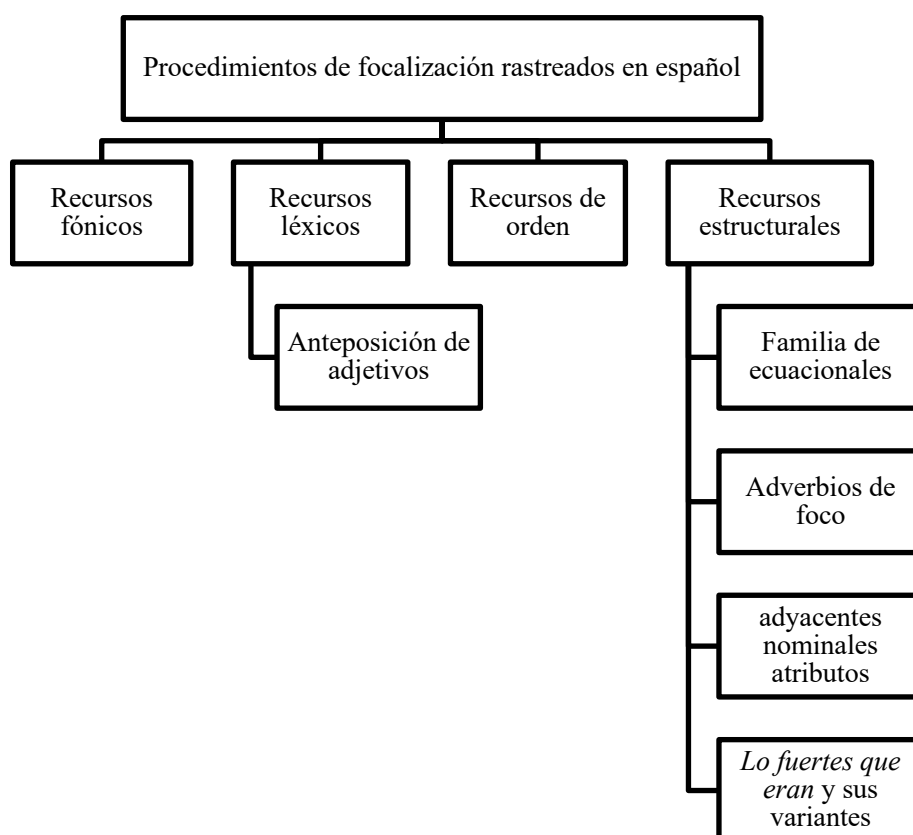 Procedimientos de focalización rastreados en español
Recursos
fónicos
Recursos
léxicos
Recursos de
orden
Recursos
estructurales
Anteposición de
adjetivos
Familia de
ecuacionales
Adverbios de
foco
adyacentes
nominales
atributos
Lo fuertes que
eran y sus
variantes